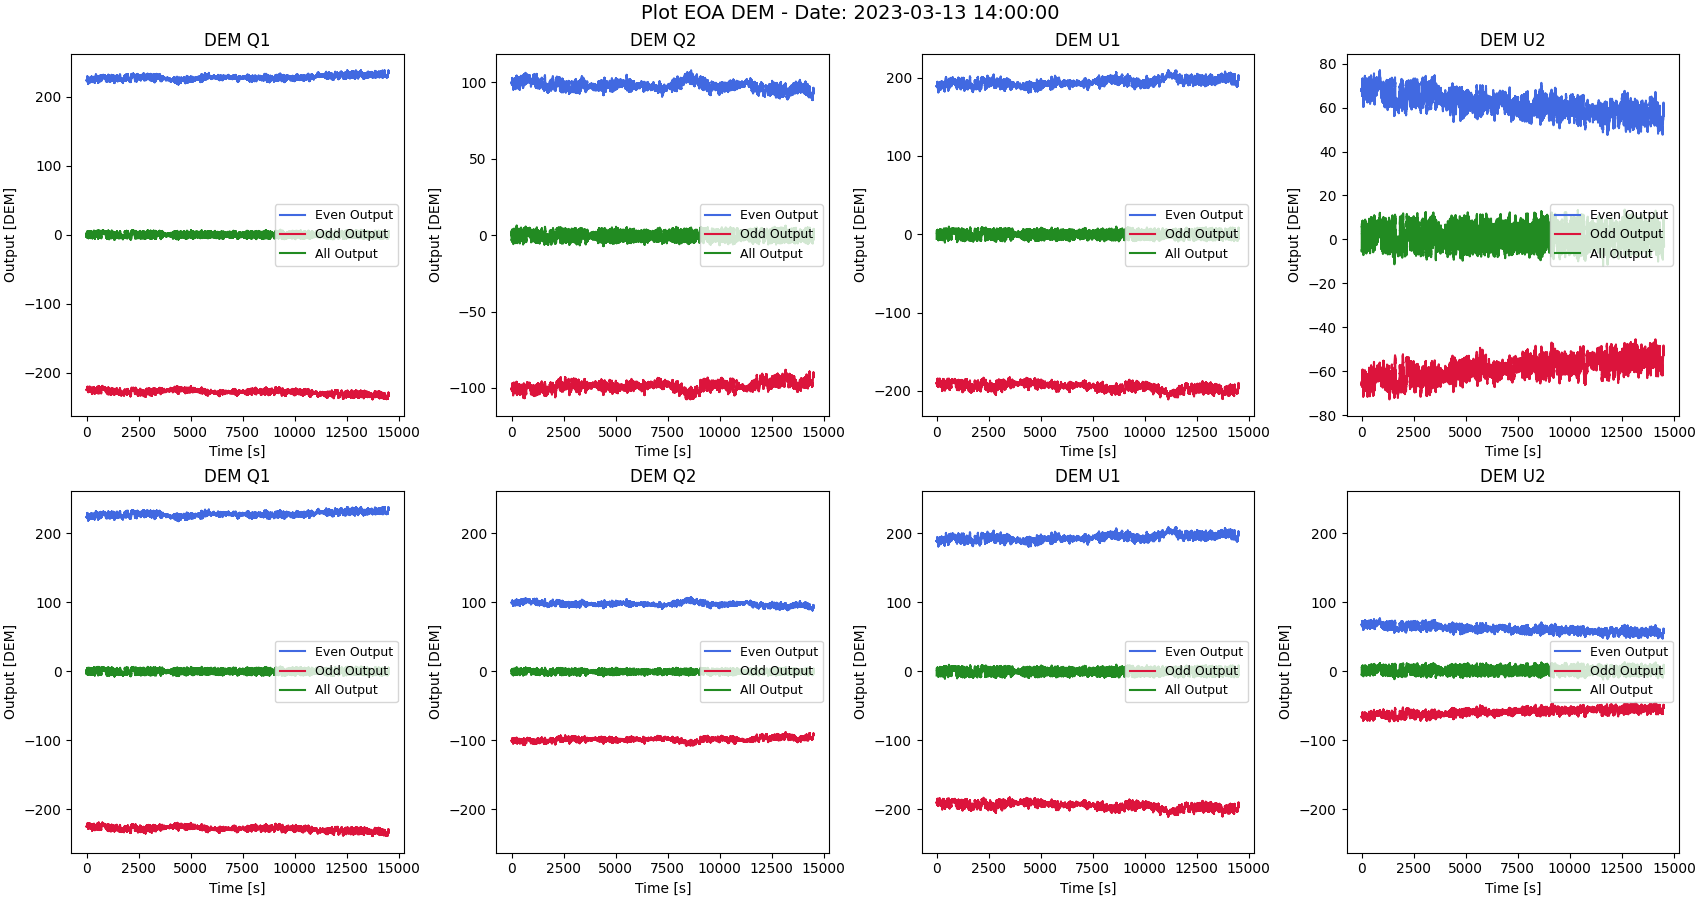 Plot EOA DEM - Date: 2023-03-13 14:00:00
DEM Q1
Output [DEM]
200
100
0
−100
−200
Even Output
Odd Output
All Output
0 2500 5000 7500 10000 12500 15000
Time [s]
DEM Q2
Output [DEM]
100
50
0
−50
−100
Even Output
Odd Output
All Output
0 2500 5000 7500 10000 12500 15000
Time [s]
DEM U1
Output [DEM]
200
100
0
−100
−200
Even Output
Odd Output
All Output
0 2500 5000 7500 10000 12500 15000
Time [s]
DEM U2
Output [DEM]
80
60
40
20
0
−20
−40
−60
−80
Even Output
Odd Output
All Output
0 2500 5000 7500 10000 12500 15000
Time [s]
DEM Q1
Output [DEM]
200
100
0
−100
−200
Even Output
Odd Output
All Output
0 2500 5000 7500 10000 12500 15000
Time [s]
DEM Q2
Output [DEM]
200
100
0
−100
−200
Even Output
Odd Output
All Output
0 2500 5000 7500 10000 12500 15000
Time [s]
DEM U1
Output [DEM]
200
100
0
−100
−200
Even Output
Odd Output
All Output
0 2500 5000 7500 10000 12500 15000
Time [s]
DEM U2
Output [DEM]
200
100
0
−100
−200
Even Output
Odd Output
All Output
0 2500 5000 7500 10000 12500 15000
Time [s]